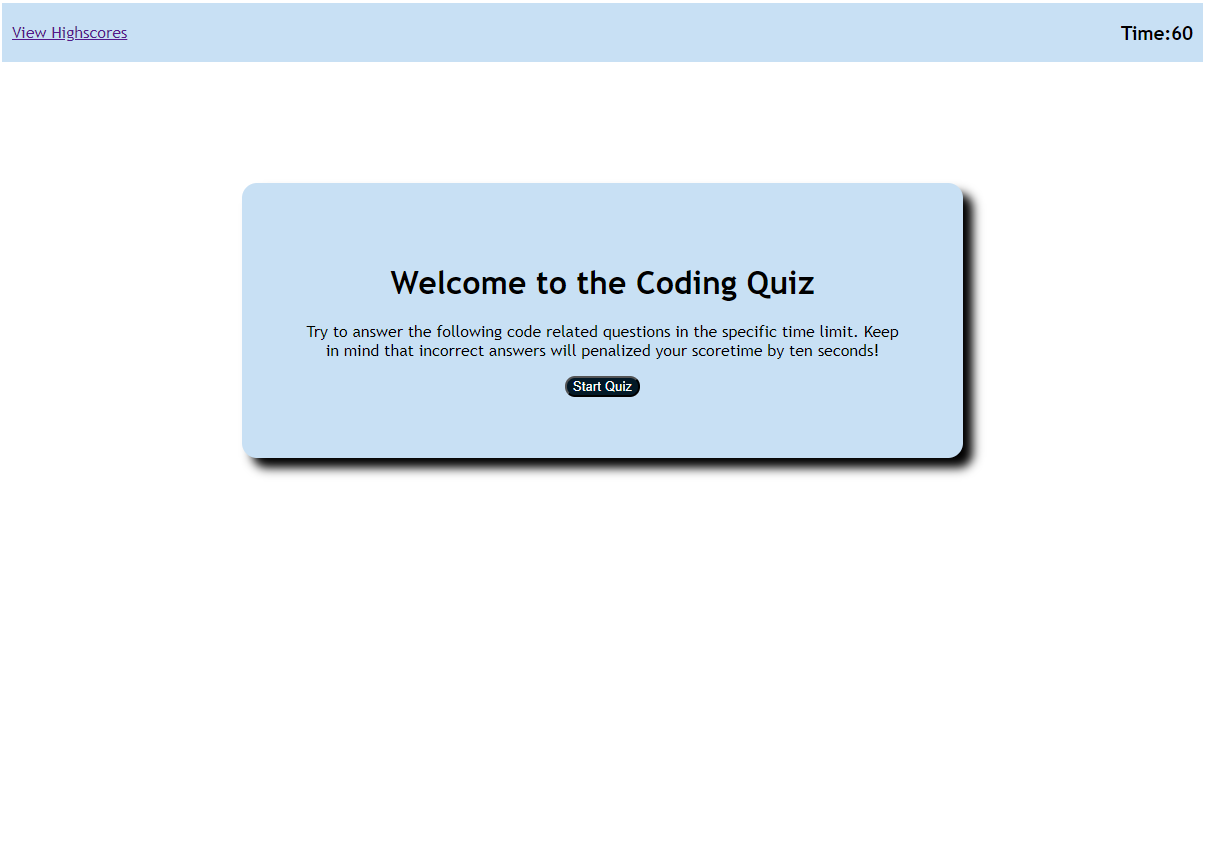 View Highscores
Time:60
Welcome to the Coding Quiz
Try to answer the following code related questions in the specific time limit. Keep
in mind that incorrect answers will penalized your scoretime by ten seconds!
Start Quiz